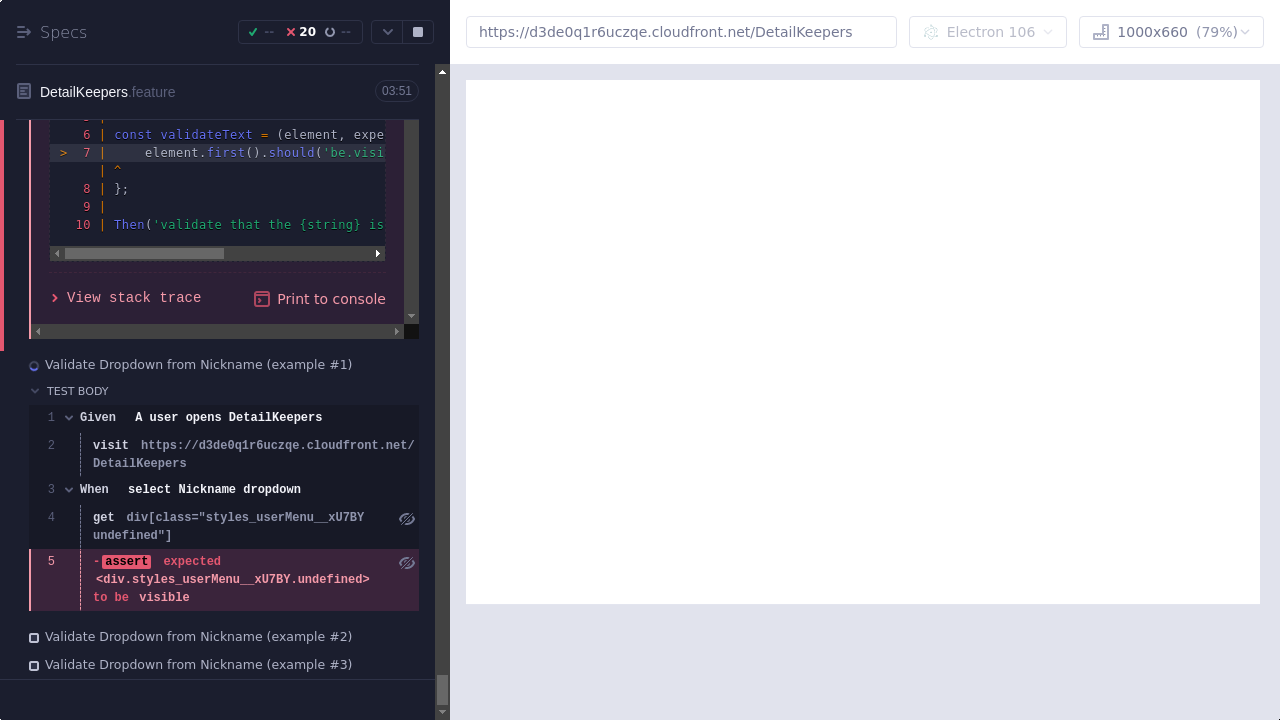 Specs
-- 20 --
https://d3de0q1r6uczqe.cloudfront.net/DetailKeepers
Electron 106
1000x660 (79%)
DetailKeepers.feature
03:51
6 | const validateText = (element, expe
> 7 | element.first().should('be.visi
| ^
8 | };
9 |
10 | Then('validate that the {string} is
View stack trace
Print to console
Validate Dropdown from Nickname (example #1)
TEST BODY
1 Given A user opens DetailKeepers
2 visit https://d3de0q1r6uczqe.cloudfront.net/
DetailKeepers
3 When select Nickname dropdown
4 get div[class="styles_userMenu__xU7BY
undefined"]
5 -assert expected
<div.styles_userMenu__xU7BY.undefined>
to be visible
Validate Dropdown from Nickname (example #2)
Validate Dropdown from Nickname (example #3)